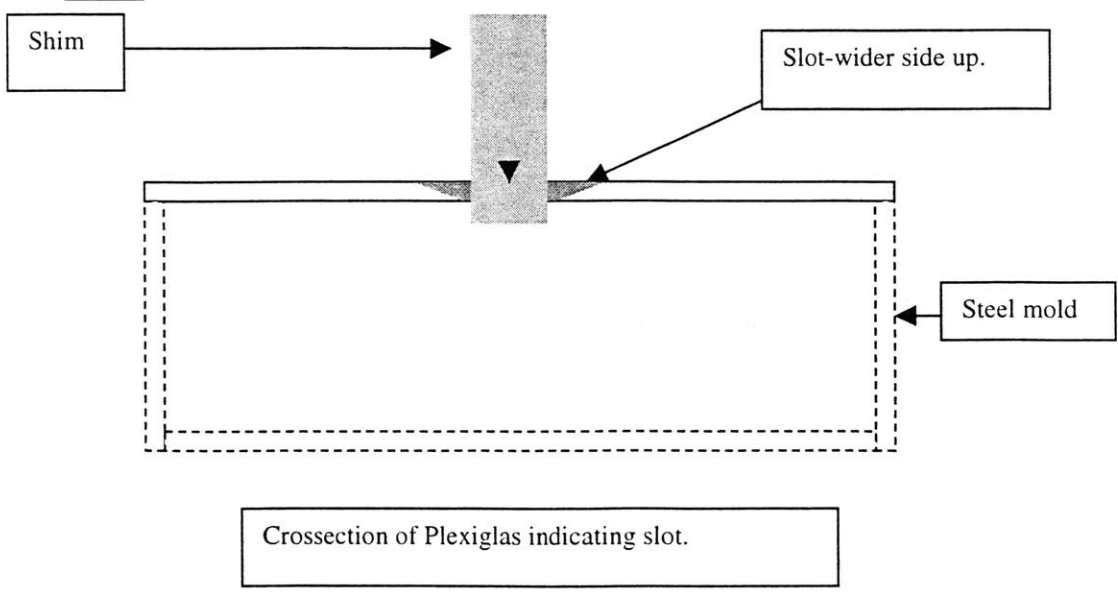 Shim
Slot-wider side up.
Steel mold
Crossection of Plexiglas indicating slot.